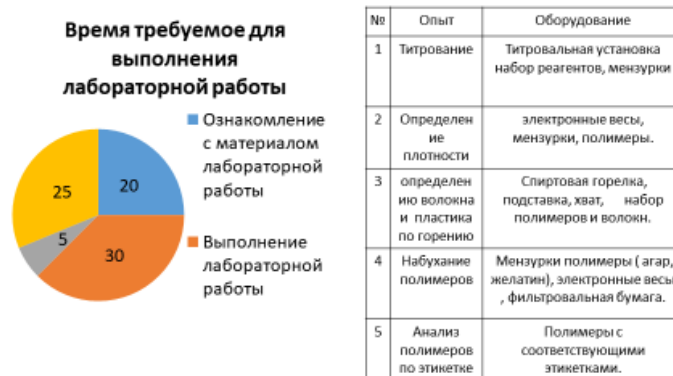 Время требуемое для
выполнения
лабораторной работы
Ознакомление
с материалом
лабораторной
работы
Выполнение
лабораторной
работы
25
20
5
30
№ Опыт Оборудование
1 Титрование Титровальная установка
набор реагентов, мензурки
2 Определен электронные весы,
ие мензурки, полимеры.
плотности
3 определен Спиртовая горелка,
ию волокна подставка, хват, набор
и пластика полимеров и волокн.
по горению
4 Набухание Мензурки полимеры ( агар,
полимеров желатин), электронные весы
, фильтровальная бумага.
5 Анализ Полимеры с
полимеров соответствующими
по этикетке этикетками.